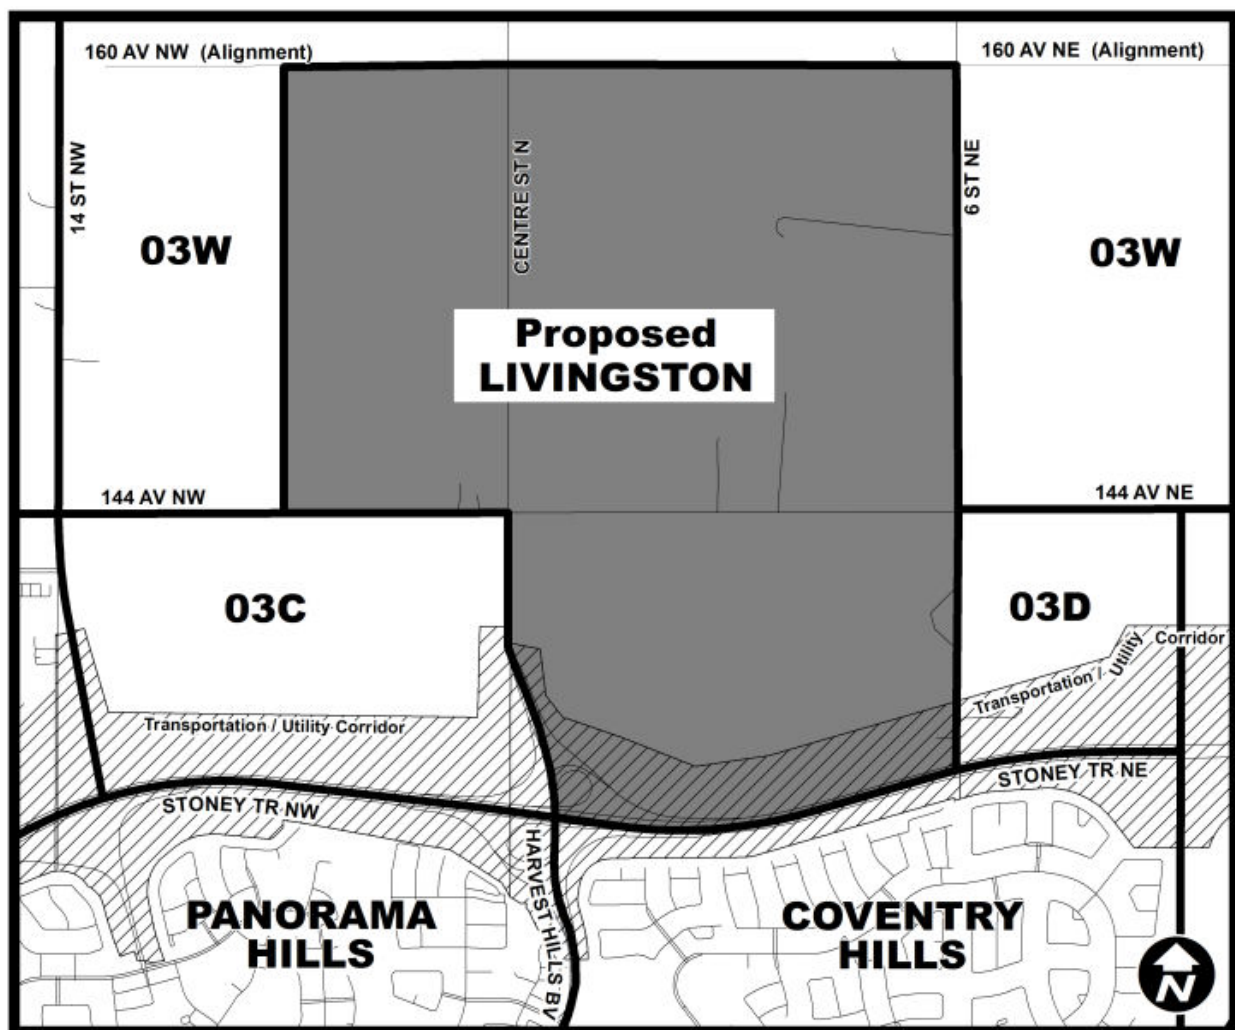 160 AV NW (Alignment)
160 AV NE (Alignment)
14 ST NW
CENTRE ST N
6 ST NE
03W
03W
Proposed
LIVINGSTON
144 AV NW
144 AV NE
03C
03D
Transportation / Utility Corridor
Transportation / Utility Corridor
STONEY TR NW
STONEY TR NE
HARVEST HILLS BV
PANORAMA
HILLS
COVENTRY
HILLS
N